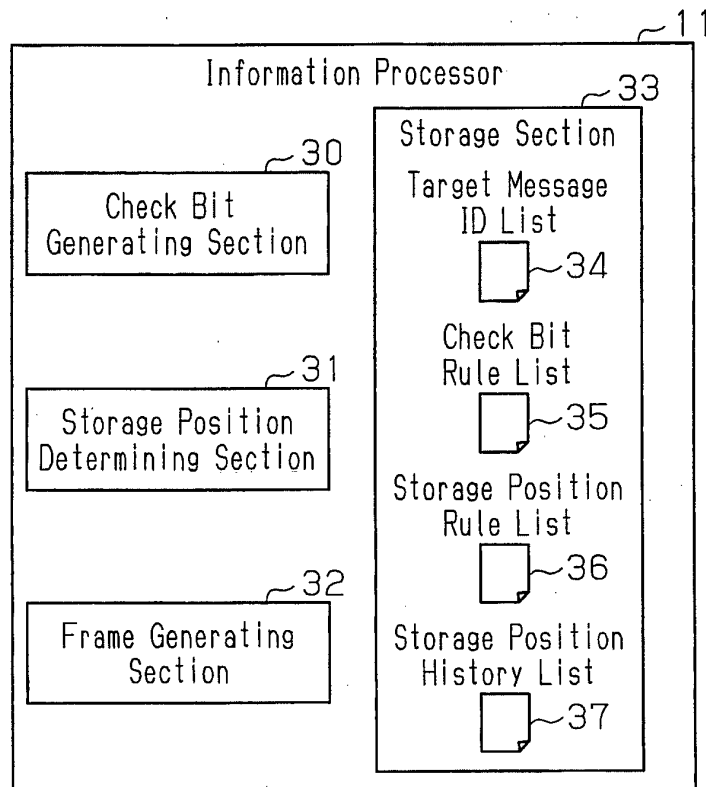 11
Information Processor
30
Check Bit
Generating Section
31
Storage Position
Determining Section
32
Frame Generating
Section
33
Storage Section
Target Message
ID List
34
Check Bit
Rule List
35
Storage Position
Rule List
36
Storage Position
History List
37